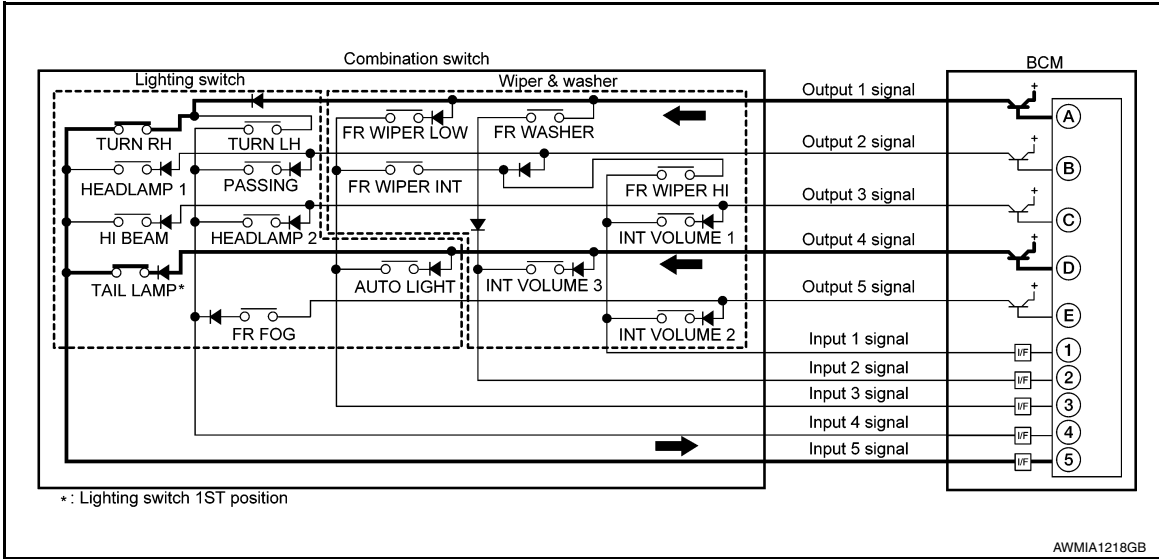 Combination switch
BCM
Lighting switch
Wiper & washer
Output 1 signal
+
A
TURN RH
TURN LH
FR WIPER LOW
FR WASHER
Output 2 signal
+
B
HEADLAMP 1
PASSING
FR WIPER INT
FR WIPER HI
Output 3 signal
+
C
HI BEAM
HEADLAMP 2
INT VOLUME 1
Output 4 signal
+
D
TAIL LAMP*
AUTO LIGHT
INT VOLUME 3
Output 5 signal
+
E
FR FOG
INT VOLUME 2
Input 1 signal
I/F
1
Input 2 signal
I/F
2
Input 3 signal
I/F
3
Input 4 signal
I/F
4
Input 5 signal
I/F
5
* : Lighting switch 1ST position
AWMIA1218GB